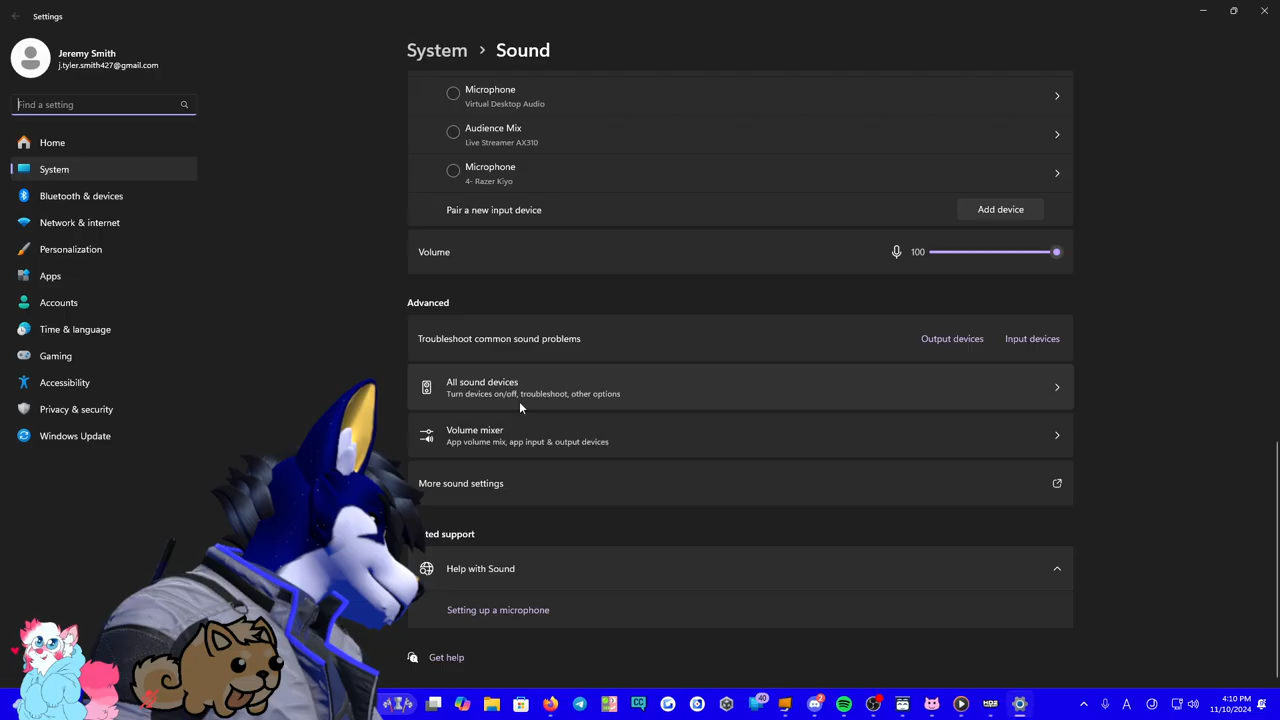 Settings
Jeremy Smith
j.tyler.smith427@gmail.com
Find a setting
Home
System
Bluetooth & devices
Network & internet
Personalization
Apps
Accounts
Time & language
Gaming
Accessibility
Privacy & security
Windows Update
System > Sound
Microphone
Virtual Desktop Audio
Audience Mix
Live Streamer AX310
Microphone
4- Razer Kiyo
Pair a new input device
Add device
Volume
100
Advanced
Troubleshoot common sound problems
Output devices
Input devices
All sound devices
Turn devices on/off, troubleshoot, other options
Volume mixer
App volume mix, app input & output devices
More sound settings
ted support
Help with Sound
Setting up a microphone
Get help
CC
40
2
A
4:10 PM
11/10/2024